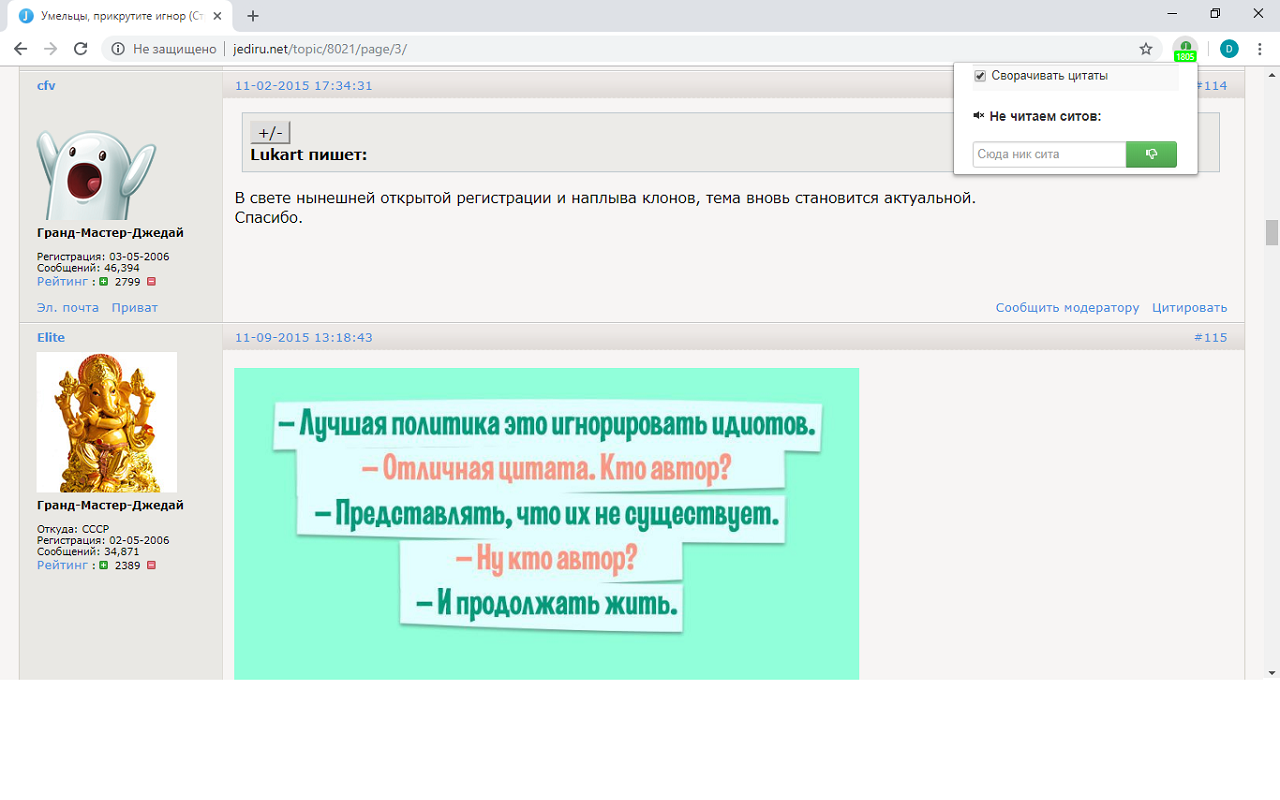 Умельцы, прикрутите игнор (Ст
Не защищено
jediru.net/topic/8021/page/3/
1805
D
Сворачивать цитаты
Не читаем ситов:
Сюда ник сита
cfv
11-02-2015 17:34:31
#114
+/-
Lukart пишет:
В свете нынешней открытой регистрации и наплыва клонов, тема вновь становится актуальной.
Спасибо.
Гранд-Мастер-Джедай
Регистрация: 03-05-2006
Сообщений: 46,394
Рейтинг : 2799
Эл. почта Приват
Сообщить модератору Цитировать
Elite
11-09-2015 13:18:43
#115
Гранд-Мастер-Джедай
Откуда: СССР
Регистрация: 02-05-2006
Сообщений: 34,871
Рейтинг : 2389
– Лучшая политика это игнорировать идиотов.
– Отличная цитата. Кто автор?
– Представлять, что их не существует.
– Ну кто автор?
– И продолжать жить.